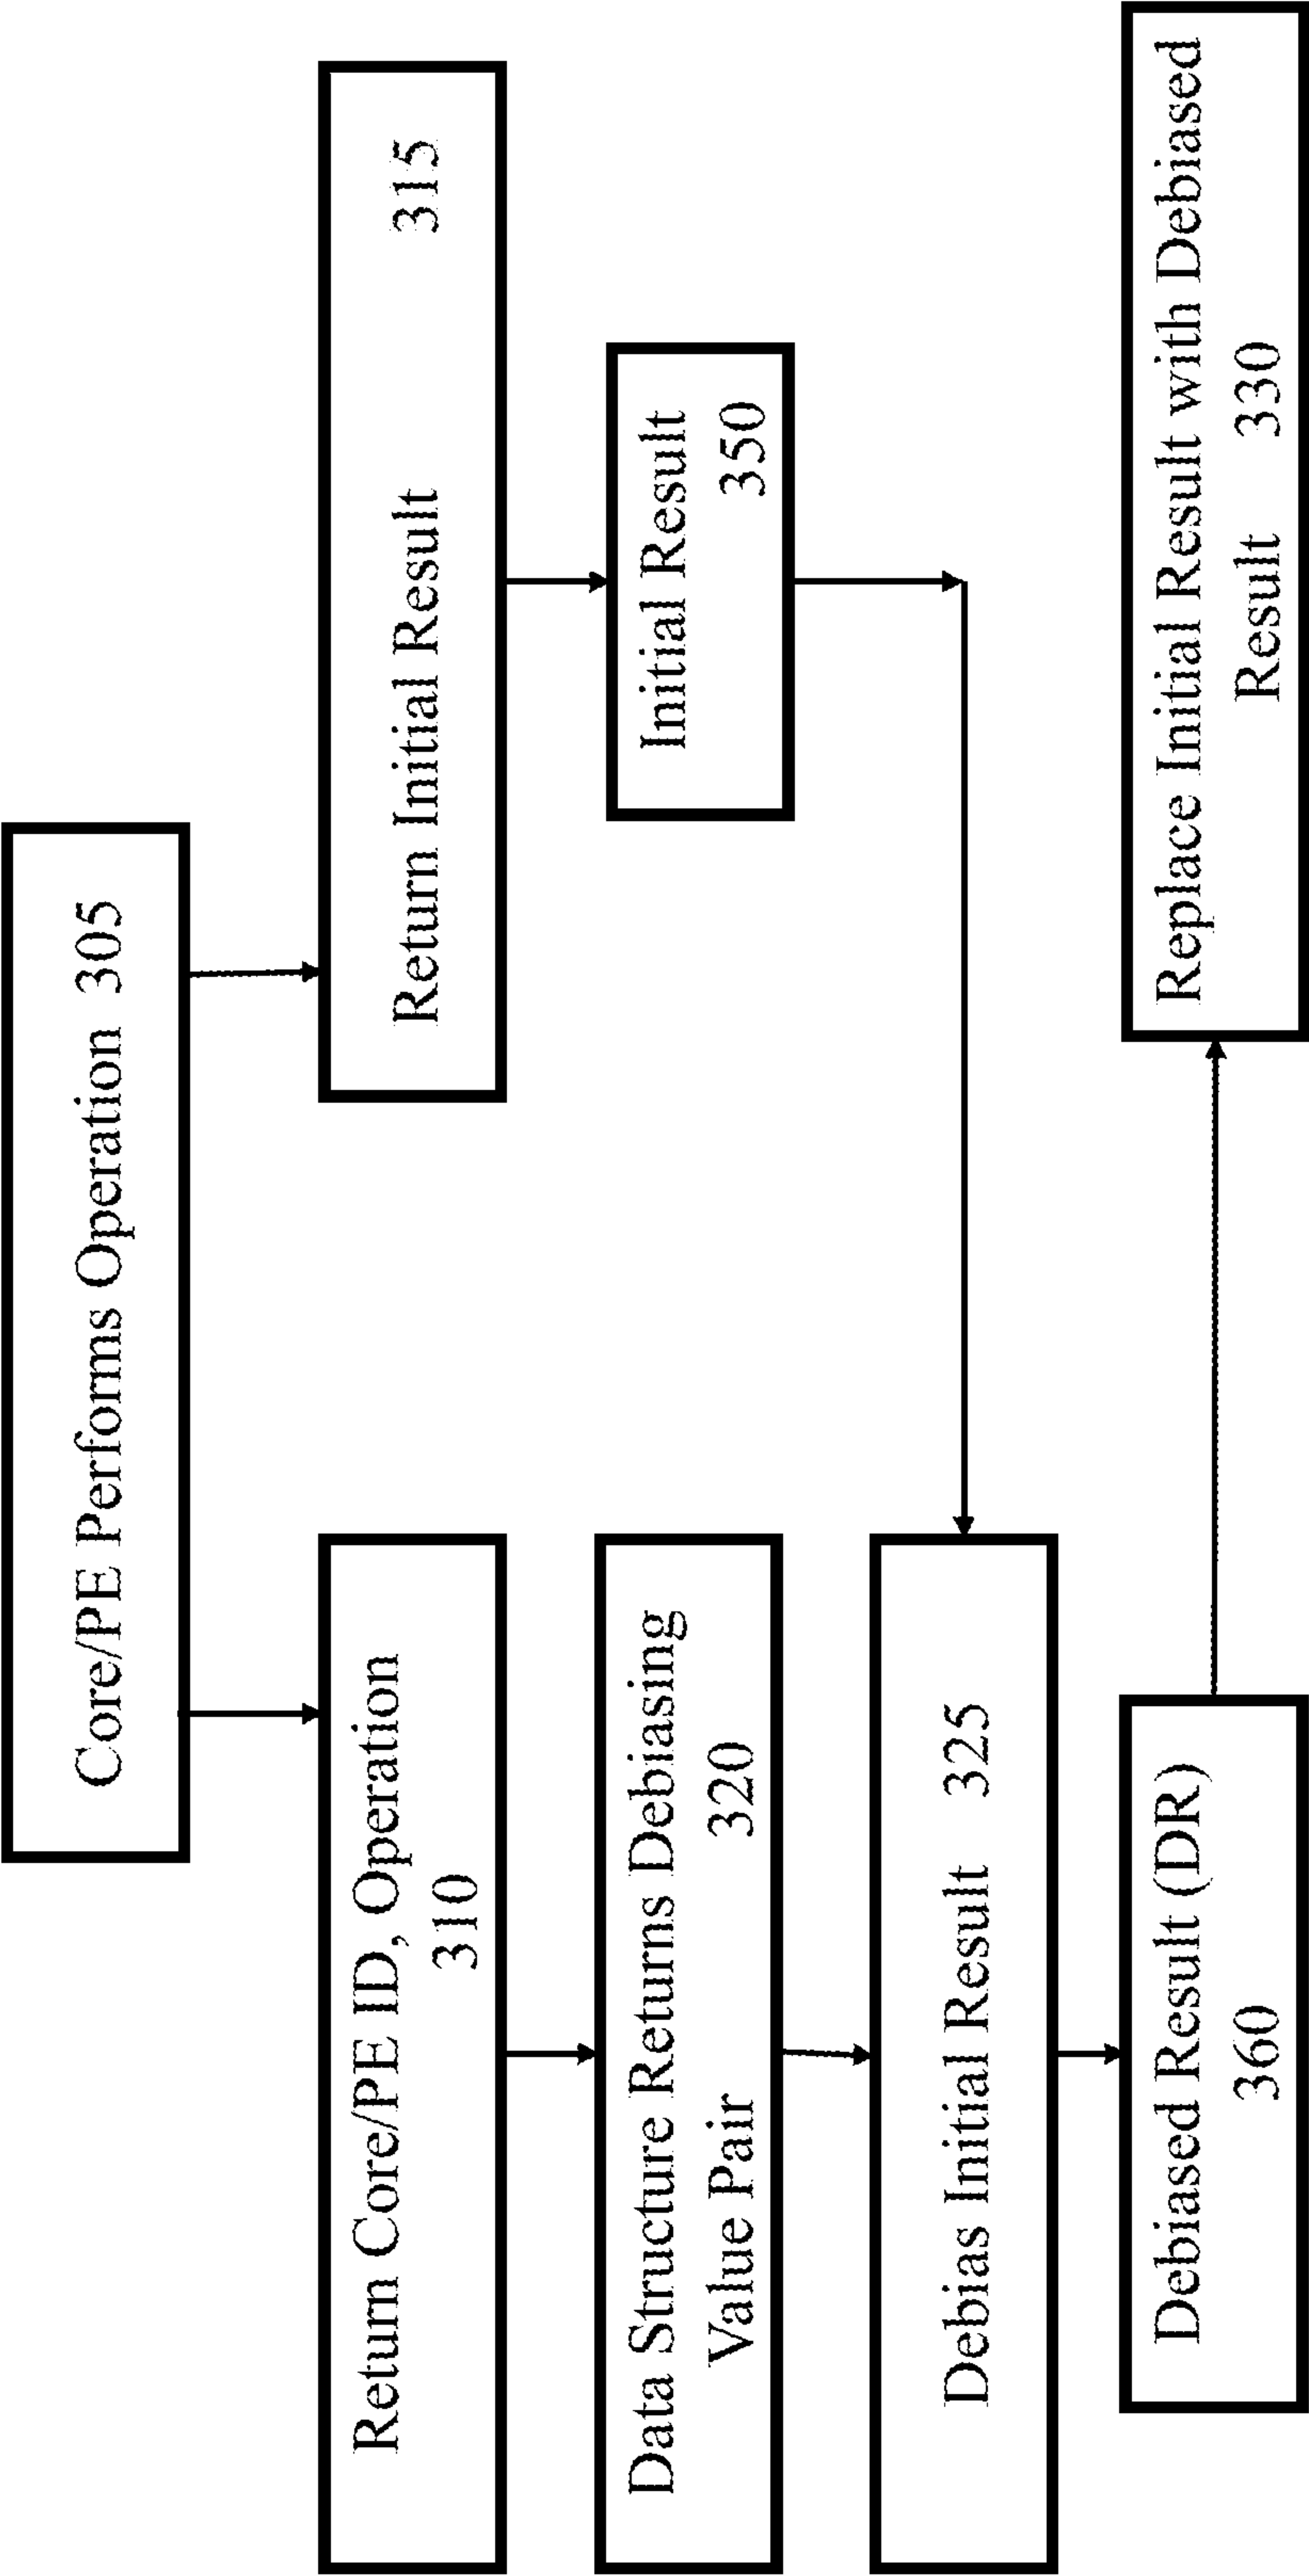 Core/PE Performs Operation 305
Return Core/PE ID, Operation
310
Return Initial Result 315
Data Structure Returns Debiasing
Value Pair 320
Initial Result
350
Debias Initial Result 325
Debiased Result (DR)
360
Replace Initial Result with Debiased
Result 330